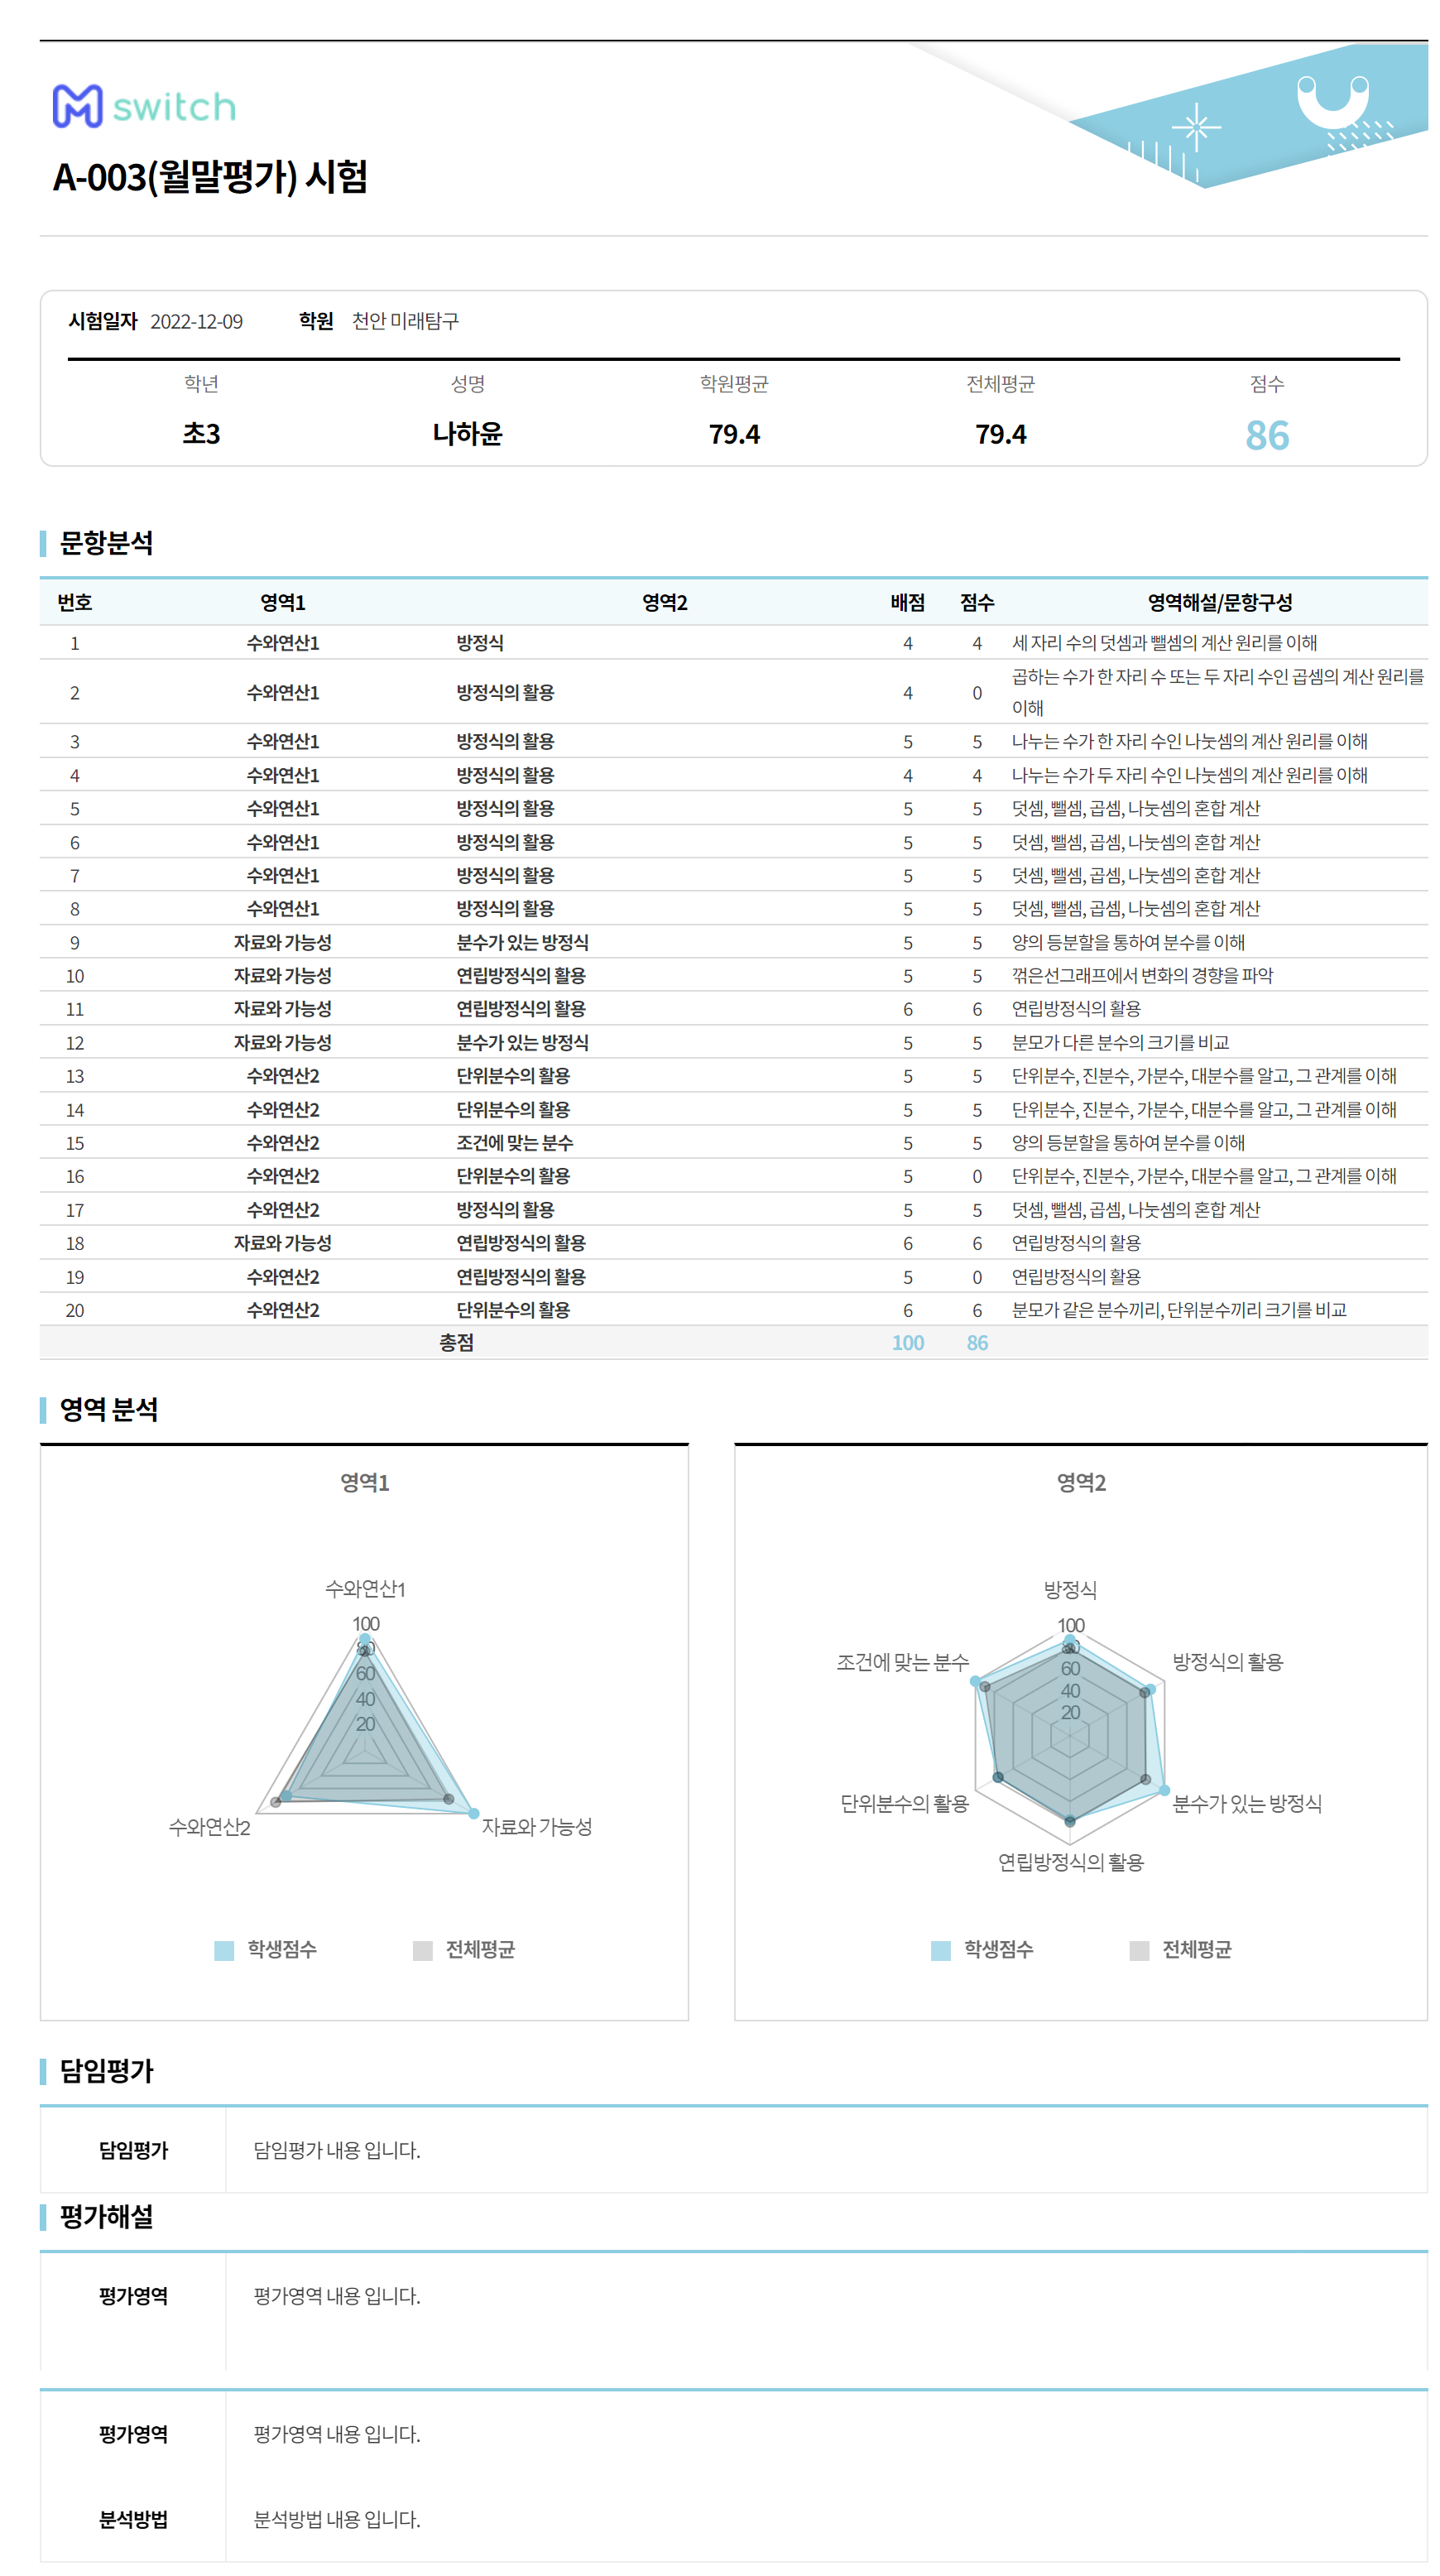 switch
A-003(월말평가) 시험
시험일자 2022-12-09 학원 천안 미래탐구
학년 성명 학원평균 전체평균 점수
초3 나하윤 79.4 79.4 86
문항분석
번호 영역1 영역2 배점 점수 영역해설/문항구성
1 수와연산1 방정식 4 4 세 자리 수의 덧셈과 뺄셈의 계산 원리를 이해
2 수와연산1 방정식의 활용 4 0 곱하는 수가 한 자리 수 또는 두 자리 수인 곱셈의 계산 원리를
이해
3 수와연산1 방정식의 활용 5 5 나누는 수가 한 자리 수인 나눗셈의 계산 원리를 이해
4 수와연산1 방정식의 활용 4 4 나누는 수가 두 자리 수인 나눗셈의 계산 원리를 이해
5 수와연산1 방정식의 활용 5 5 덧셈, 뺄셈, 곱셈, 나눗셈의 혼합 계산
6 수와연산1 방정식의 활용 5 5 덧셈, 뺄셈, 곱셈, 나눗셈의 혼합 계산
7 수와연산1 방정식의 활용 5 5 덧셈, 뺄셈, 곱셈, 나눗셈의 혼합 계산
8 수와연산1 방정식의 활용 5 5 덧셈, 뺄셈, 곱셈, 나눗셈의 혼합 계산
9 자료와 가능성 분수가 있는 방정식 5 5 양의 등분할을 통하여 분수를 이해
10 자료와 가능성 연립방정식의 활용 5 5 꺾은선그래프에서 변화의 경향을 파악
11 자료와 가능성 연립방정식의 활용 6 6 연립방정식의 활용
12 자료와 가능성 분수가 있는 방정식 5 5 분모가 다른 분수의 크기를 비교
13 수와연산2 단위분수의 활용 5 5 단위분수, 진분수, 가분수, 대분수를 알고, 그 관계를 이해
14 수와연산2 단위분수의 활용 5 5 단위분수, 진분수, 가분수, 대분수를 알고, 그 관계를 이해
15 수와연산2 조건에 맞는 분수 5 5 양의 등분할을 통하여 분수를 이해
16 수와연산2 단위분수의 활용 5 0 단위분수, 진분수, 가분수, 대분수를 알고, 그 관계를 이해
17 수와연산2 방정식의 활용 5 5 덧셈, 뺄셈, 곱셈, 나눗셈의 혼합 계산
18 자료와 가능성 연립방정식의 활용 6 6 연립방정식의 활용
19 수와연산2 연립방정식의 활용 5 0 연립방정식의 활용
20 수와연산2 단위분수의 활용 6 6 분모가 같은 분수끼리, 단위분수끼리 크기를 비교
총점 100 86
영역 분석
영역1
수와연산1
100
80
60
40
20
수와연산2 자료와 가능성
학생점수 전체평균
영역2
방정식
100
조건에 맞는 분수 방정식의 활용
80
60
40
20
단위분수의 활용 분수가 있는 방정식
연립방정식의 활용
학생점수 전체평균
담임평가
담임평가 담임평가 내용 입니다.
평가해설
평가영역 평가영역 내용 입니다.
평가영역 평가영역 내용 입니다.
분석방법 분석방법 내용 입니다.